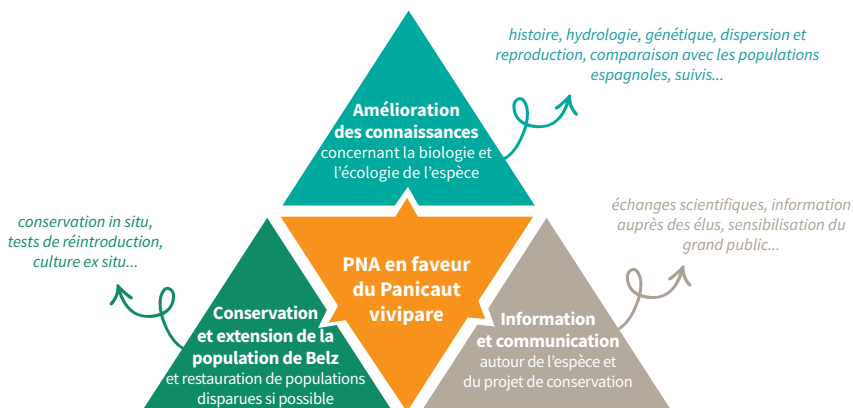 histoire, hydrologie, génétique, dispersion et
reproduction, comparaison avec les populations
espagnoles, suivis...
Amélioration
des connaissances
concernant la biologie et
l'écologie de l'espèce
conservation in situ,
tests de réintroduction,
culture ex situ...
échanges scientifiques, information
auprès des élus, sensibilisation du
grand public...
PNA en faveur
du Panicaut
vivipare
Conservation
et extension de la
population de Belz
et restauration de populations
disparues si possible
Information
et communication
autour de l'espèce et
du projet de conservation